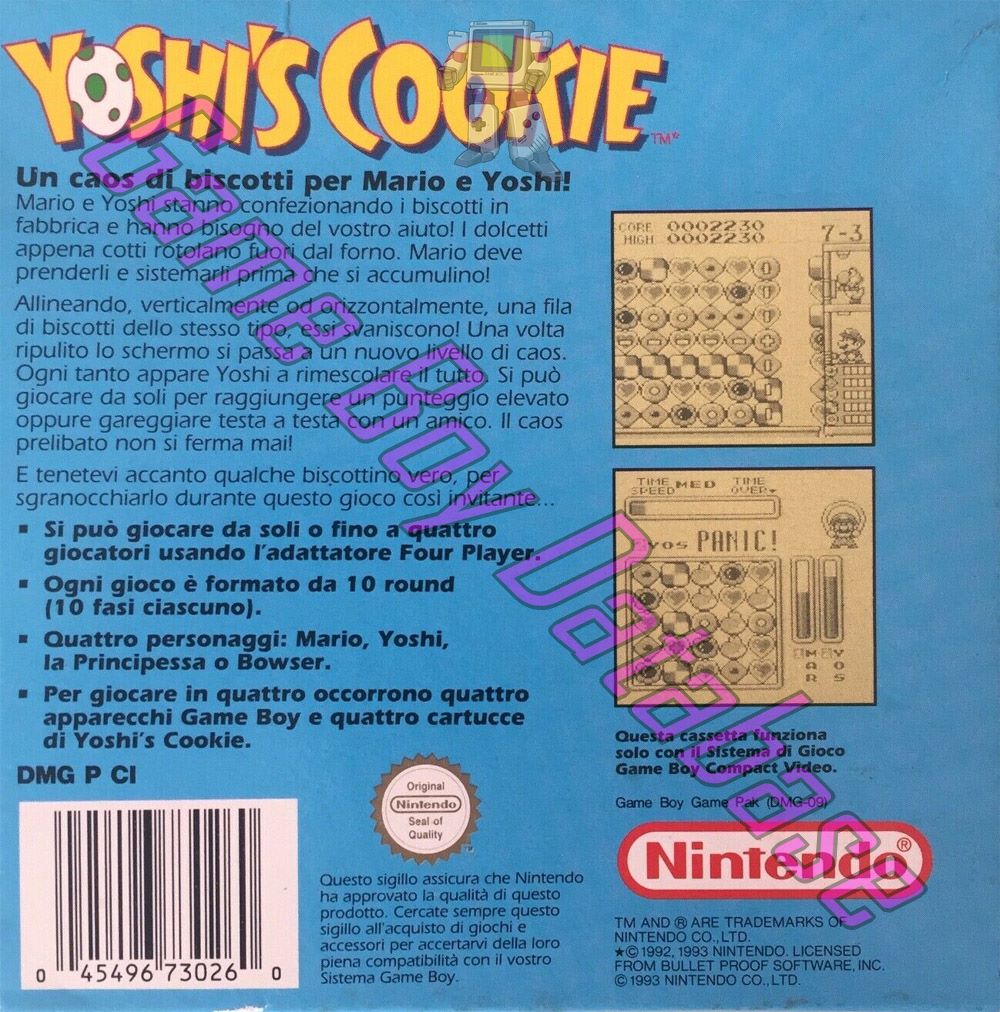 YOSHI'S COOKIE
TM*
Un caos di biscotti per Mario e Yoshi!
Mario e Yoshi stanno confezionando i biscotti in
fabbrica e hanno bisogno del vostro aiuto! I dolcetti
appena cotti rotolano fuori dal forno. Mario deve
prenderli e sistemarli prima che si accumulino!
Allineando, verticalmente od orizzontalmente, una fila
di biscotti dello stesso tipo, essi svaniscono! Una volta
ripulito lo schermo si passa a un nuovo livello di caos.
Ogni tanto appare Yoshi a rimescolare il tutto. Si può
giocare da soli per raggiungere un punteggio elevato
oppure gareggiare testa a testa con un amico. Il caos
prelibato non si ferma mai!
E tenetevi accanto qualche biscottino vero, per
sgranocchiarlo durante questo gioco così invitante...
▪ Si può giocare da soli o fino a quattro
giocatori usando l'adattatore Four Player.
▪ Ogni gioco è formato da 10 round
(10 fasi ciascuno).
▪ Quattro personaggi: Mario, Yoshi,
la Principessa o Bowser.
▪ Per giocare in quattro occorrono quattro
apparecchi Game Boy e quattro cartucce
di Yoshi's Cookie.
DMG P CI
0 45496 73026 0
Original
Nintendo
Seal of
Quality
Questo sigillo assicura che Nintendo
ha approvato la qualità di questo
prodotto. Cercate sempre questo
sigillo all'acquisto di giochi e
accessori per accertarvi della loro
piena compatibilità con il vostro
Sistema Game Boy.
SCORE 0002230
HIGH 0002230
7-3
TIME SPEED MED TIME OVER
YOS PANIC!
MAR
YOS
Questa cassetta funziona
solo con il Sistema di Gioco
Game Boy Compact Video.
Game Boy Game Pak (DMG-09)
Nintendo®
TM AND ® ARE TRADEMARKS OF
NINTENDO CO., LTD.
★© 1992, 1993 NINTENDO. LICENSED
FROM BULLET PROOF SOFTWARE, INC.
© 1993 NINTENDO CO., LTD.
Game Boy Database